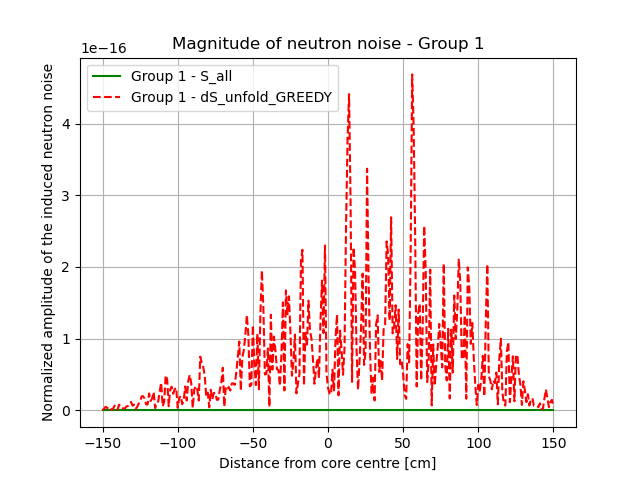 Magnitude of neutron noise - Group 1
1e−16
Group 1 - S_all
Group 1 - dS_unfold_GREEDY
Normalized amplitude of the induced neutron noise
4
3
2
1
0
−150 −100 −50 0 50 100 150
Distance from core centre [cm]